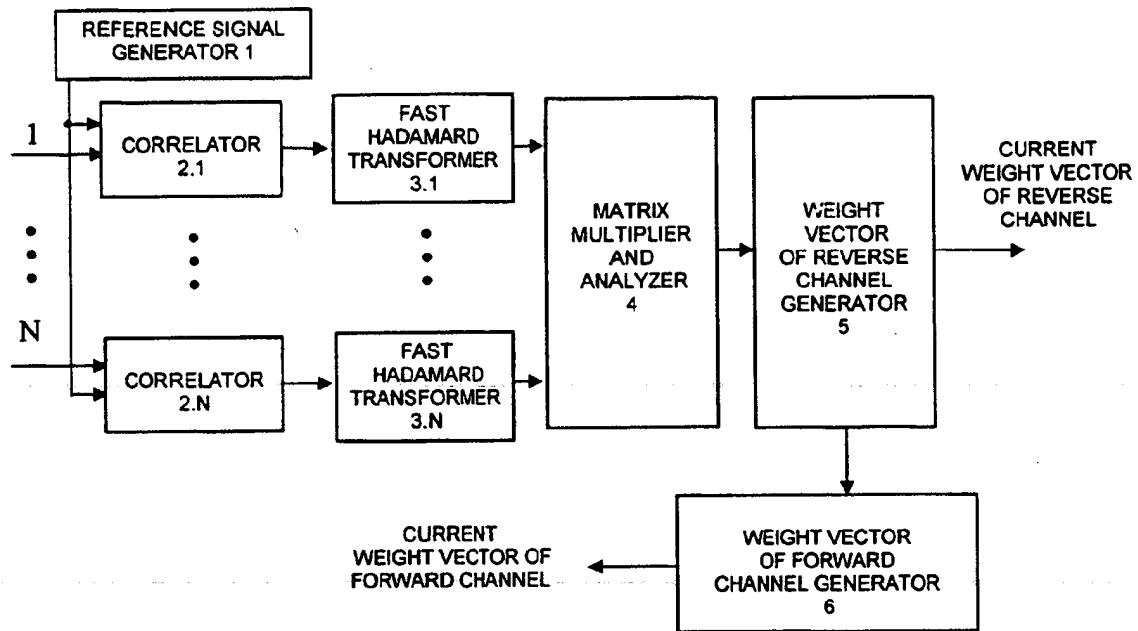 REFERENCE SIGNAL
GENERATOR 1
1
CORRELATOR
2.1
FAST
HADAMARD
TRANSFORMER
3.1
MATRIX
MULTIPLIER
AND
ANALYZER
4
WEIGHT
VECTOR
OF REVERSE
CHANNEL
GENERATOR
5
CURRENT
WEIGHT VECTOR
OF REVERSE
CHANNEL
N
CORRELATOR
2.N
FAST
HADAMARD
TRANSFORMER
3.N
CURRENT
WEIGHT VECTOR OF
FORWARD CHANNEL
WEIGHT VECTOR
OF FORWARD
CHANNEL GENERATOR
6